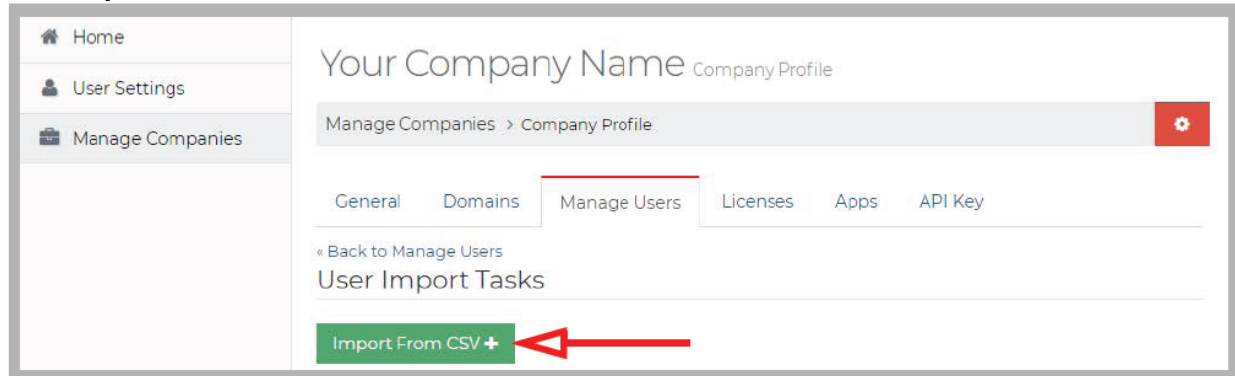 Home
User Settings
Manage Companies
Your Company Name Company Profile
Manage Companies > Company Profile
General Domains Manage Users Licenses Apps API Key
« Back to Manage Users
User Import Tasks
Import From CSV +